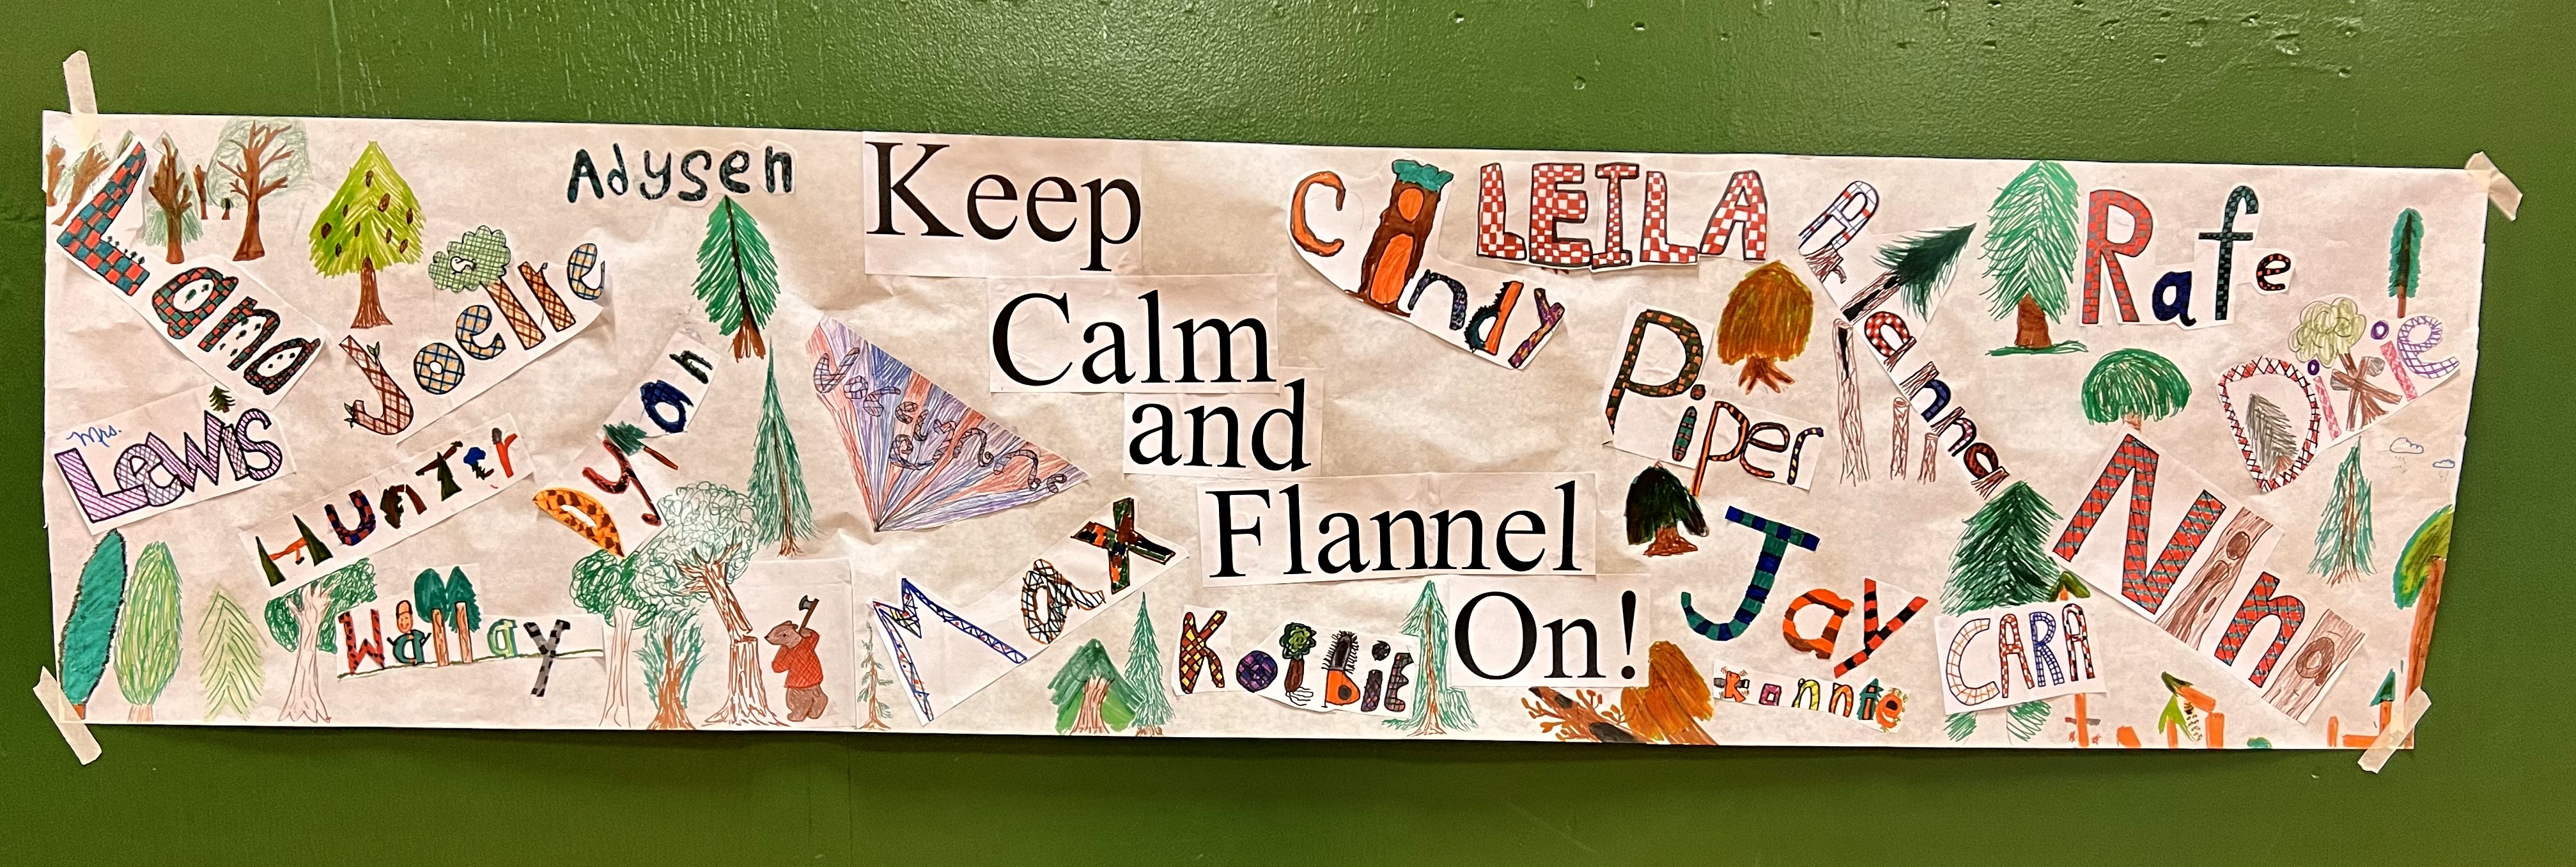 Lana
Joelle
Adysen
Mrs.
Lewis
Hunter
Dylan
Keep
Calm
and
Flannel
On!
Max
Cindy
LEILA
Piper
Rafe
Dixie
Nina
Jay
CARA